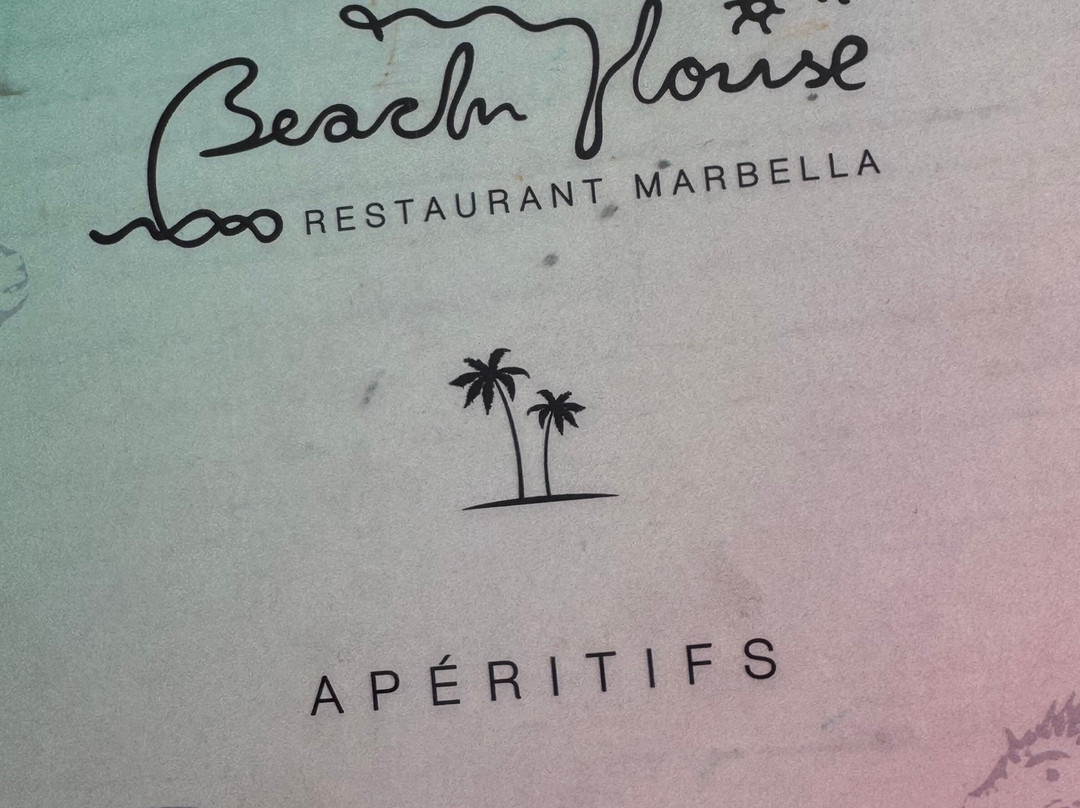 Beach House
RESTAURANT MARBELLA
APÉRITIFS